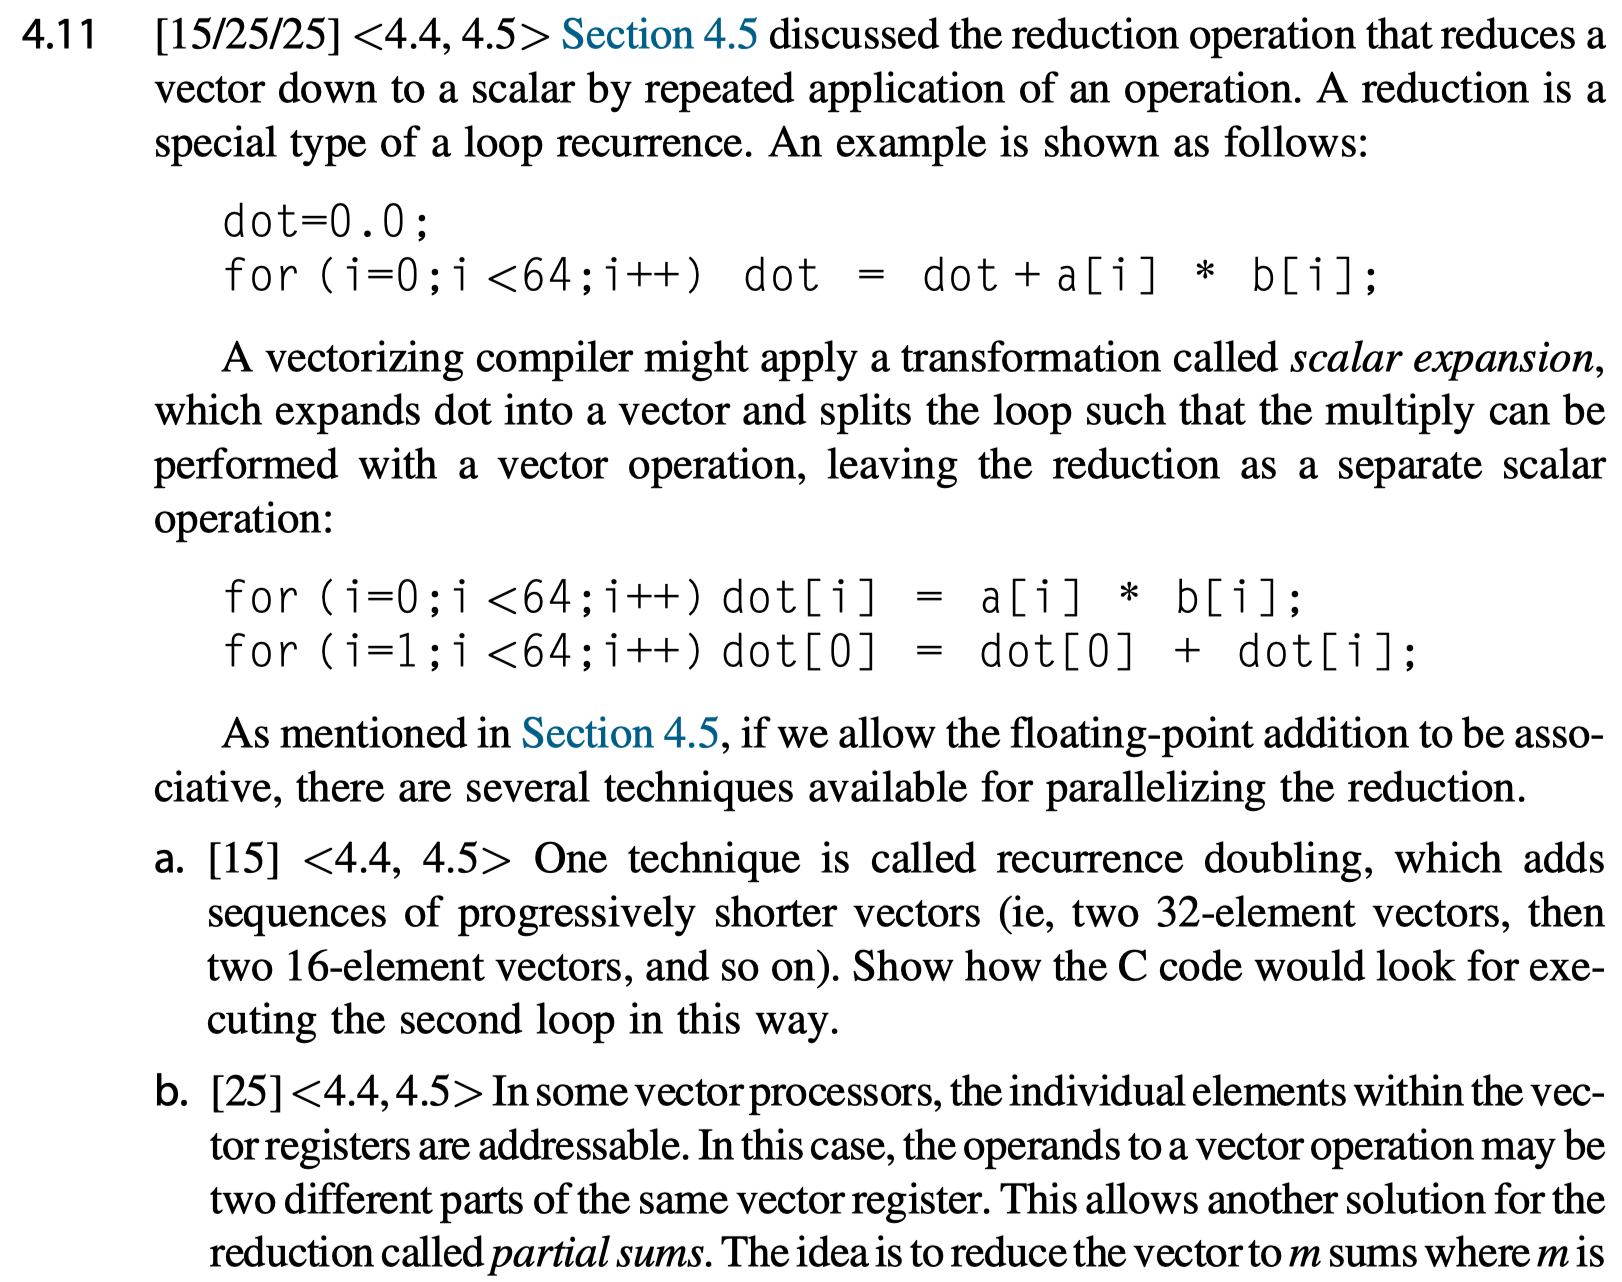 4.11 [15/25/25] <4.4, 4.5> Section 4.5 discussed the reduction operation that reduces a
vector down to a scalar by repeated application of an operation. A reduction is a
special type of a loop recurrence. An example is shown as follows:
dot=0.0;
for (i=0;i <64;i++) dot = dot + a[i] * b[i];
A vectorizing compiler might apply a transformation called scalar expansion,
which expands dot into a vector and splits the loop such that the multiply can be
performed with a vector operation, leaving the reduction as a separate scalar
operation:
for (i=0;i <64;i++) dot[i] = a[i] * b[i];
for (i=1;i <64;i++) dot[0] = dot[0] + dot[i];
As mentioned in Section 4.5, if we allow the floating-point addition to be asso-
ciative, there are several techniques available for parallelizing the reduction.
a. [15] <4.4, 4.5> One technique is called recurrence doubling, which adds
sequences of progressively shorter vectors (ie, two 32-element vectors, then
two 16-element vectors, and so on). Show how the C code would look for exe-
cuting the second loop in this way.
b. [25] <4.4, 4.5> In some vector processors, the individual elements within the vec-
tor registers are addressable. In this case, the operands to a vector operation may be
two different parts of the same vector register. This allows another solution for the
reduction called partial sums. The idea is to reduce the vector to m sums where m is